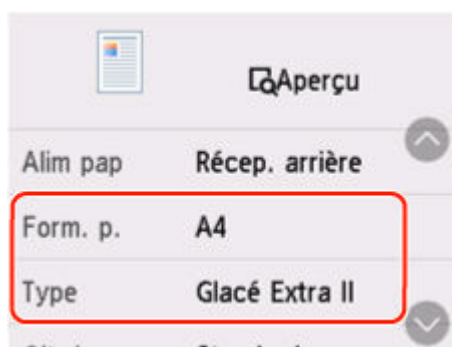 Aperçu
Alim pap Récep. arrière
Form. p. A4
Type Glacé Extra II